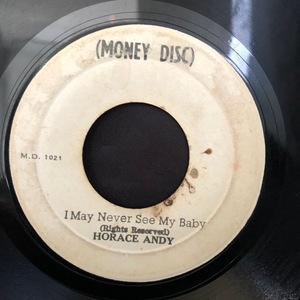 (MONEY DISC)
M.D. 1021
I May Never See My Baby
(Rights Reserved)
HORACE ANDY